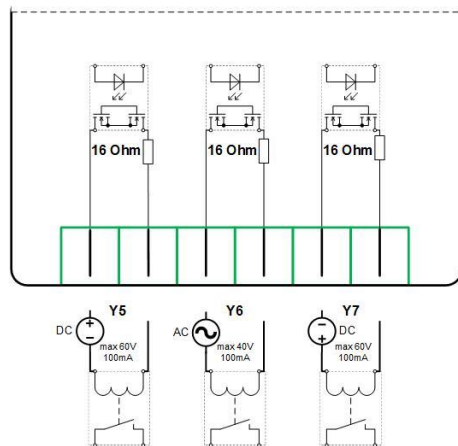 16 Ohm 16 Ohm 16 Ohm
Y5 Y6 Y7
DC AC DC
max 60V max 40V max 60V
100mA 100mA 100mA